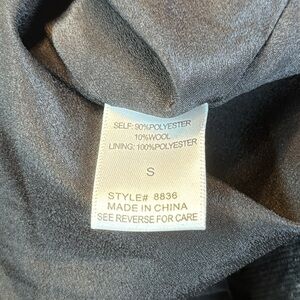 SELF: 90%POLYESTER
10%WOOL
LINING: 100%POLYESTER
S
STYLE# 8836
MADE IN CHINA
SEE REVERSE FOR CARE